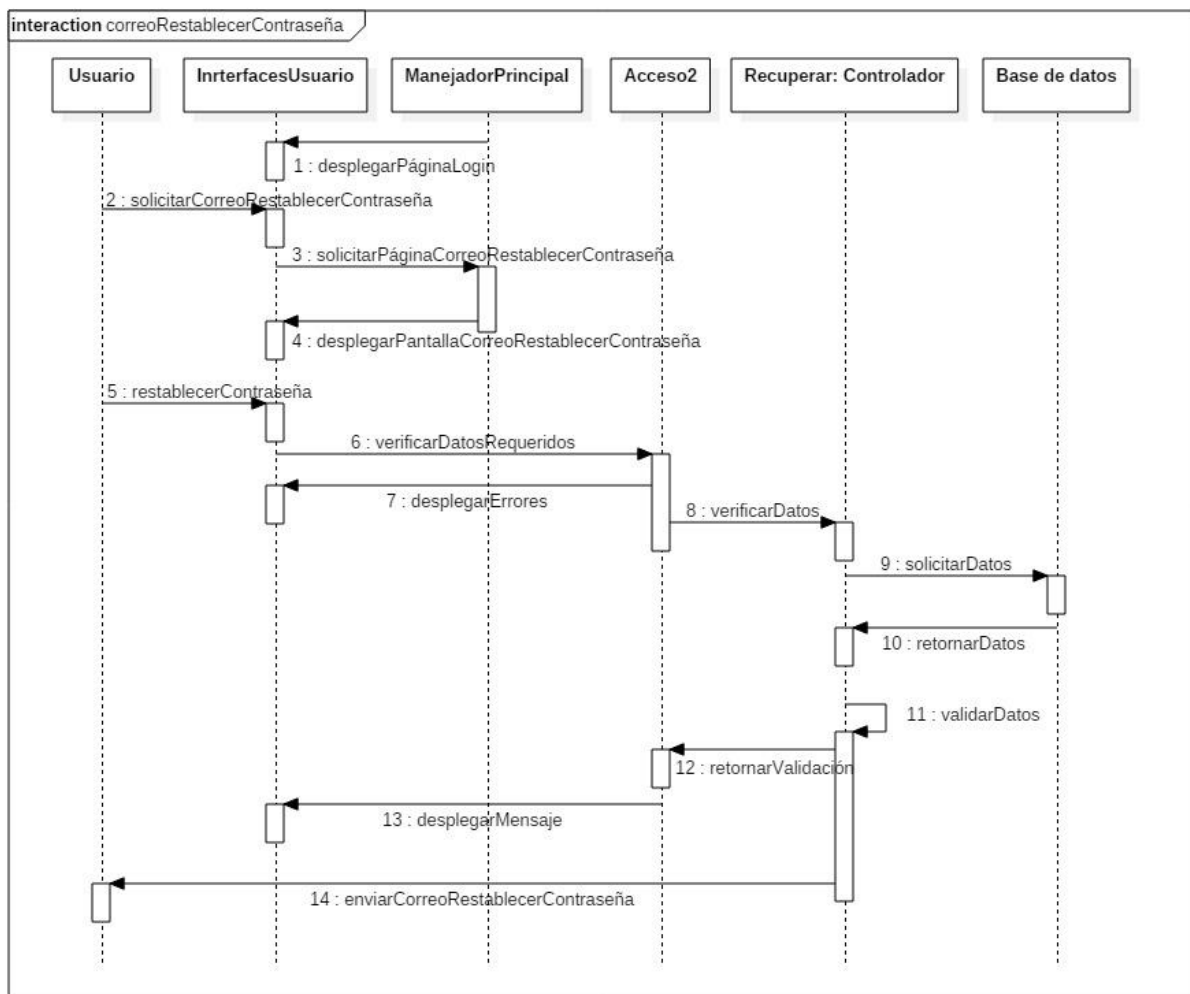 interaction correoRestablecerContraseña
Usuario
InrterfacesUsuario
ManejadorPrincipal
Acceso2
Recuperar: Controlador
Base de datos
1 : desplegarPáginaLogin
2 : solicitarCorreoRestablecerContraseña
3 : solicitarPáginaCorreoRestablecerContraseña
4 : desplegarPantallaCorreoRestablecerContraseña
5 : restablecerContraseña
6 : verificarDatosRequeridos
7 : desplegarErrores
8 : verificarDatos
9 : solicitarDatos
10 : retornarDatos
11 : validarDatos
12 : retornarValidación
13 : desplegarMensaje
14 : enviarCorreoRestablecerContraseña